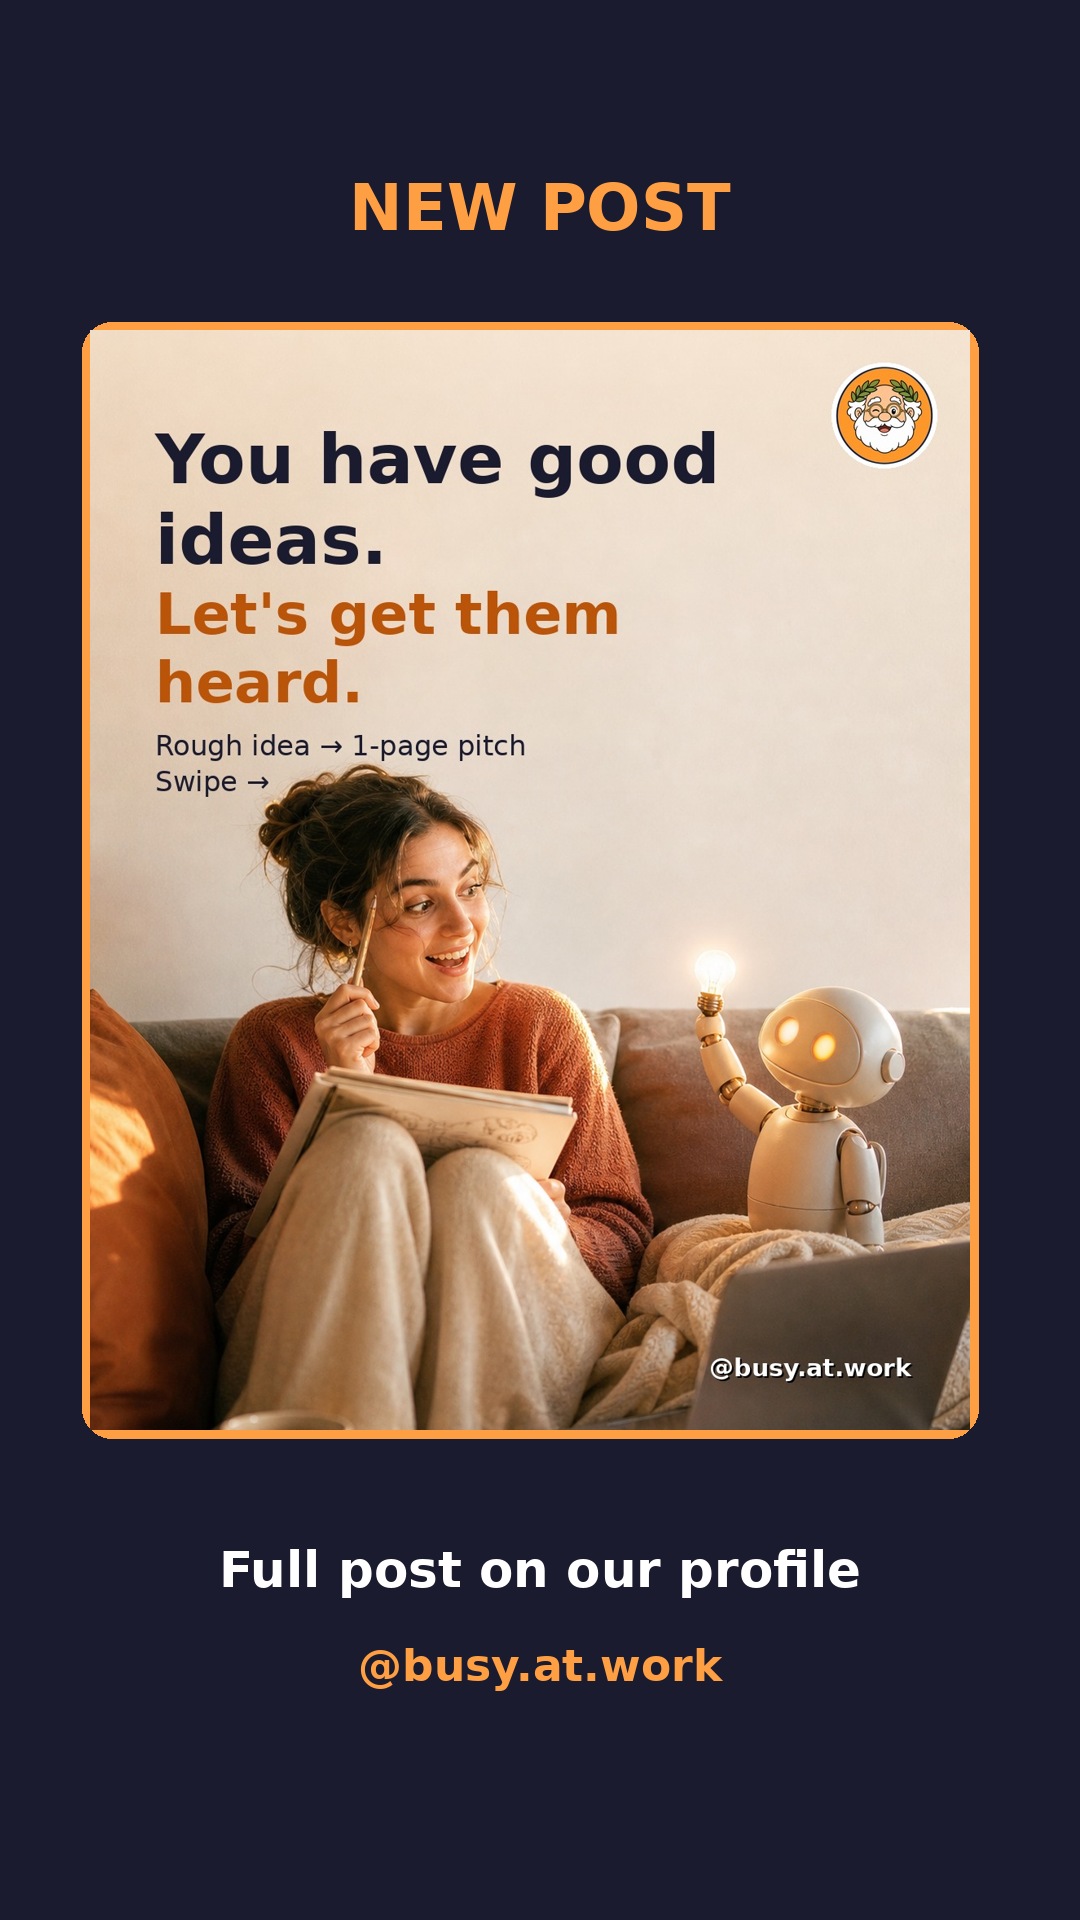 NEW POST
You have good
ideas.
Let's get them
heard.
Rough idea → 1-page pitch
Swipe →
@busy.at.work
Full post on our profile
@busy.at.work